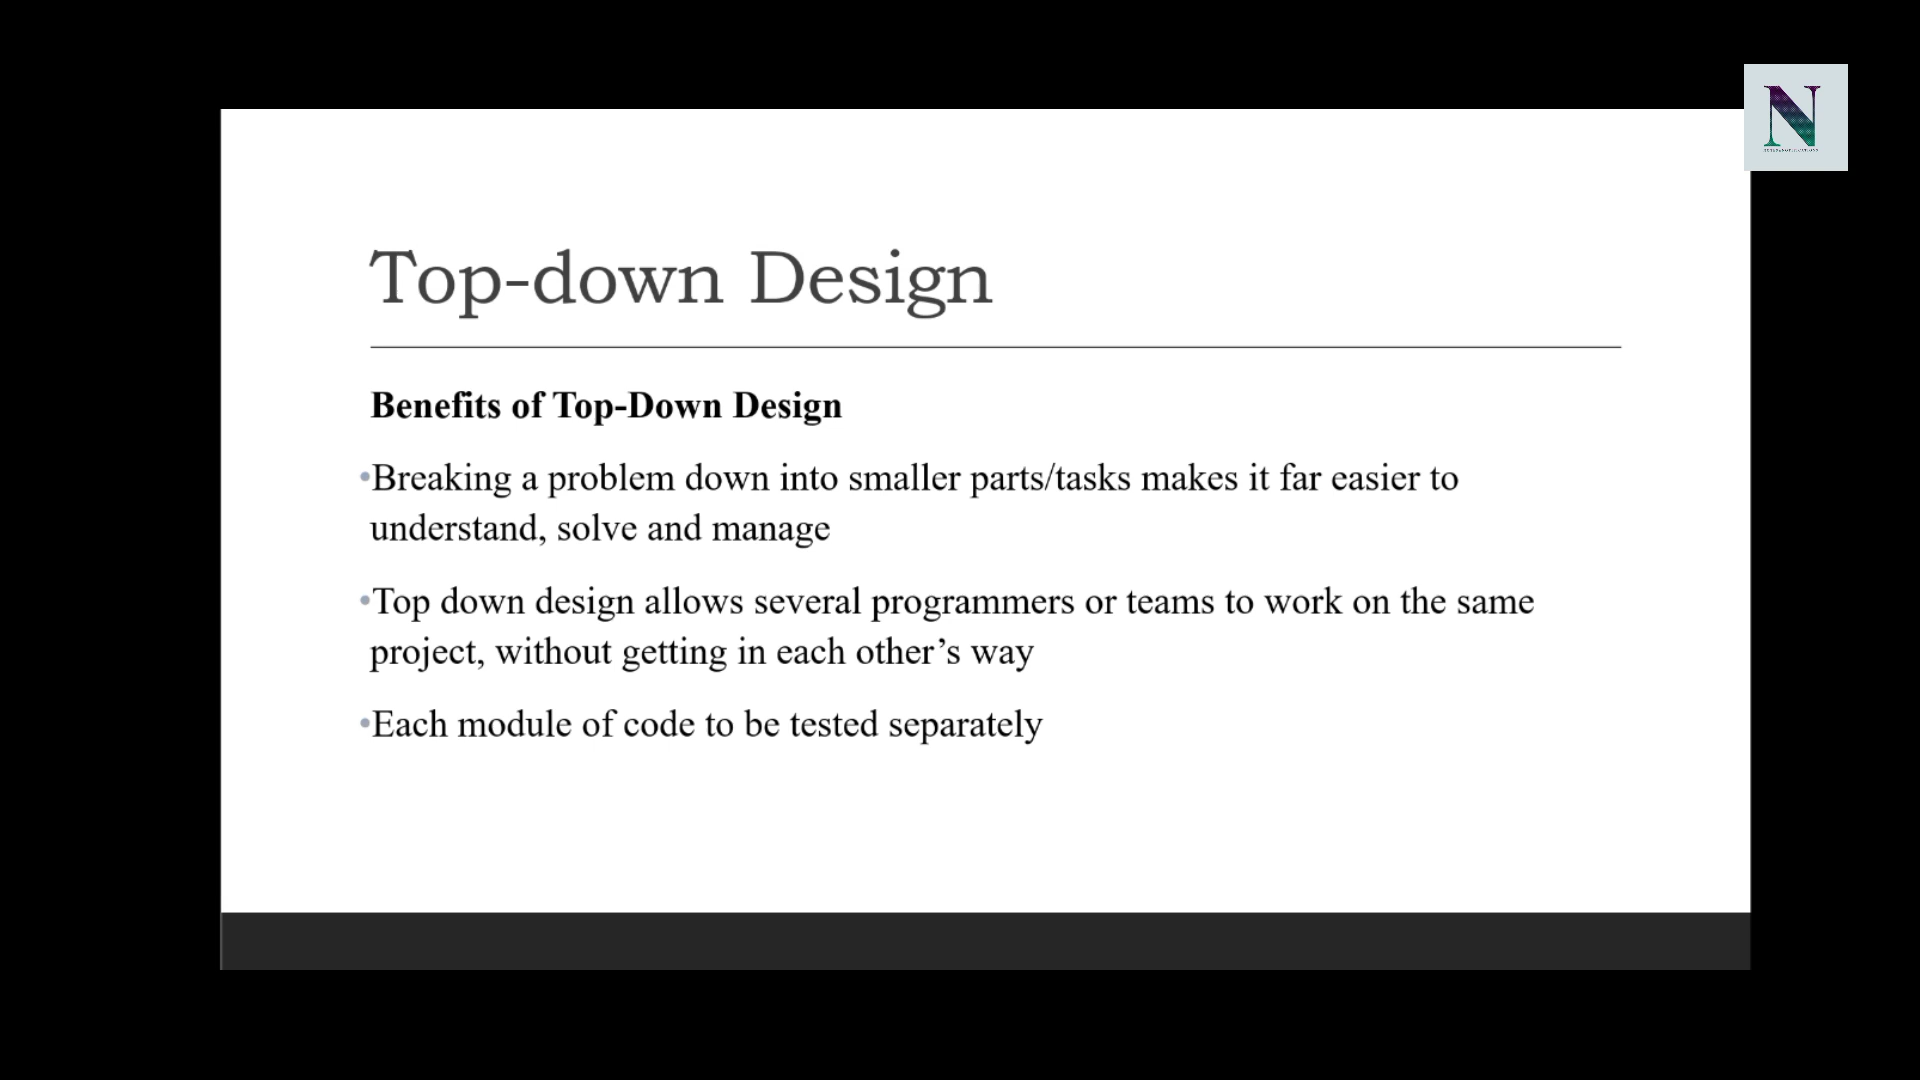 N
Top-down Design
Benefits of Top-Down Design
•Breaking a problem down into smaller parts/tasks makes it far easier to
understand, solve and manage
•Top down design allows several programmers or teams to work on the same
project, without getting in each other’s way
•Each module of code to be tested separately